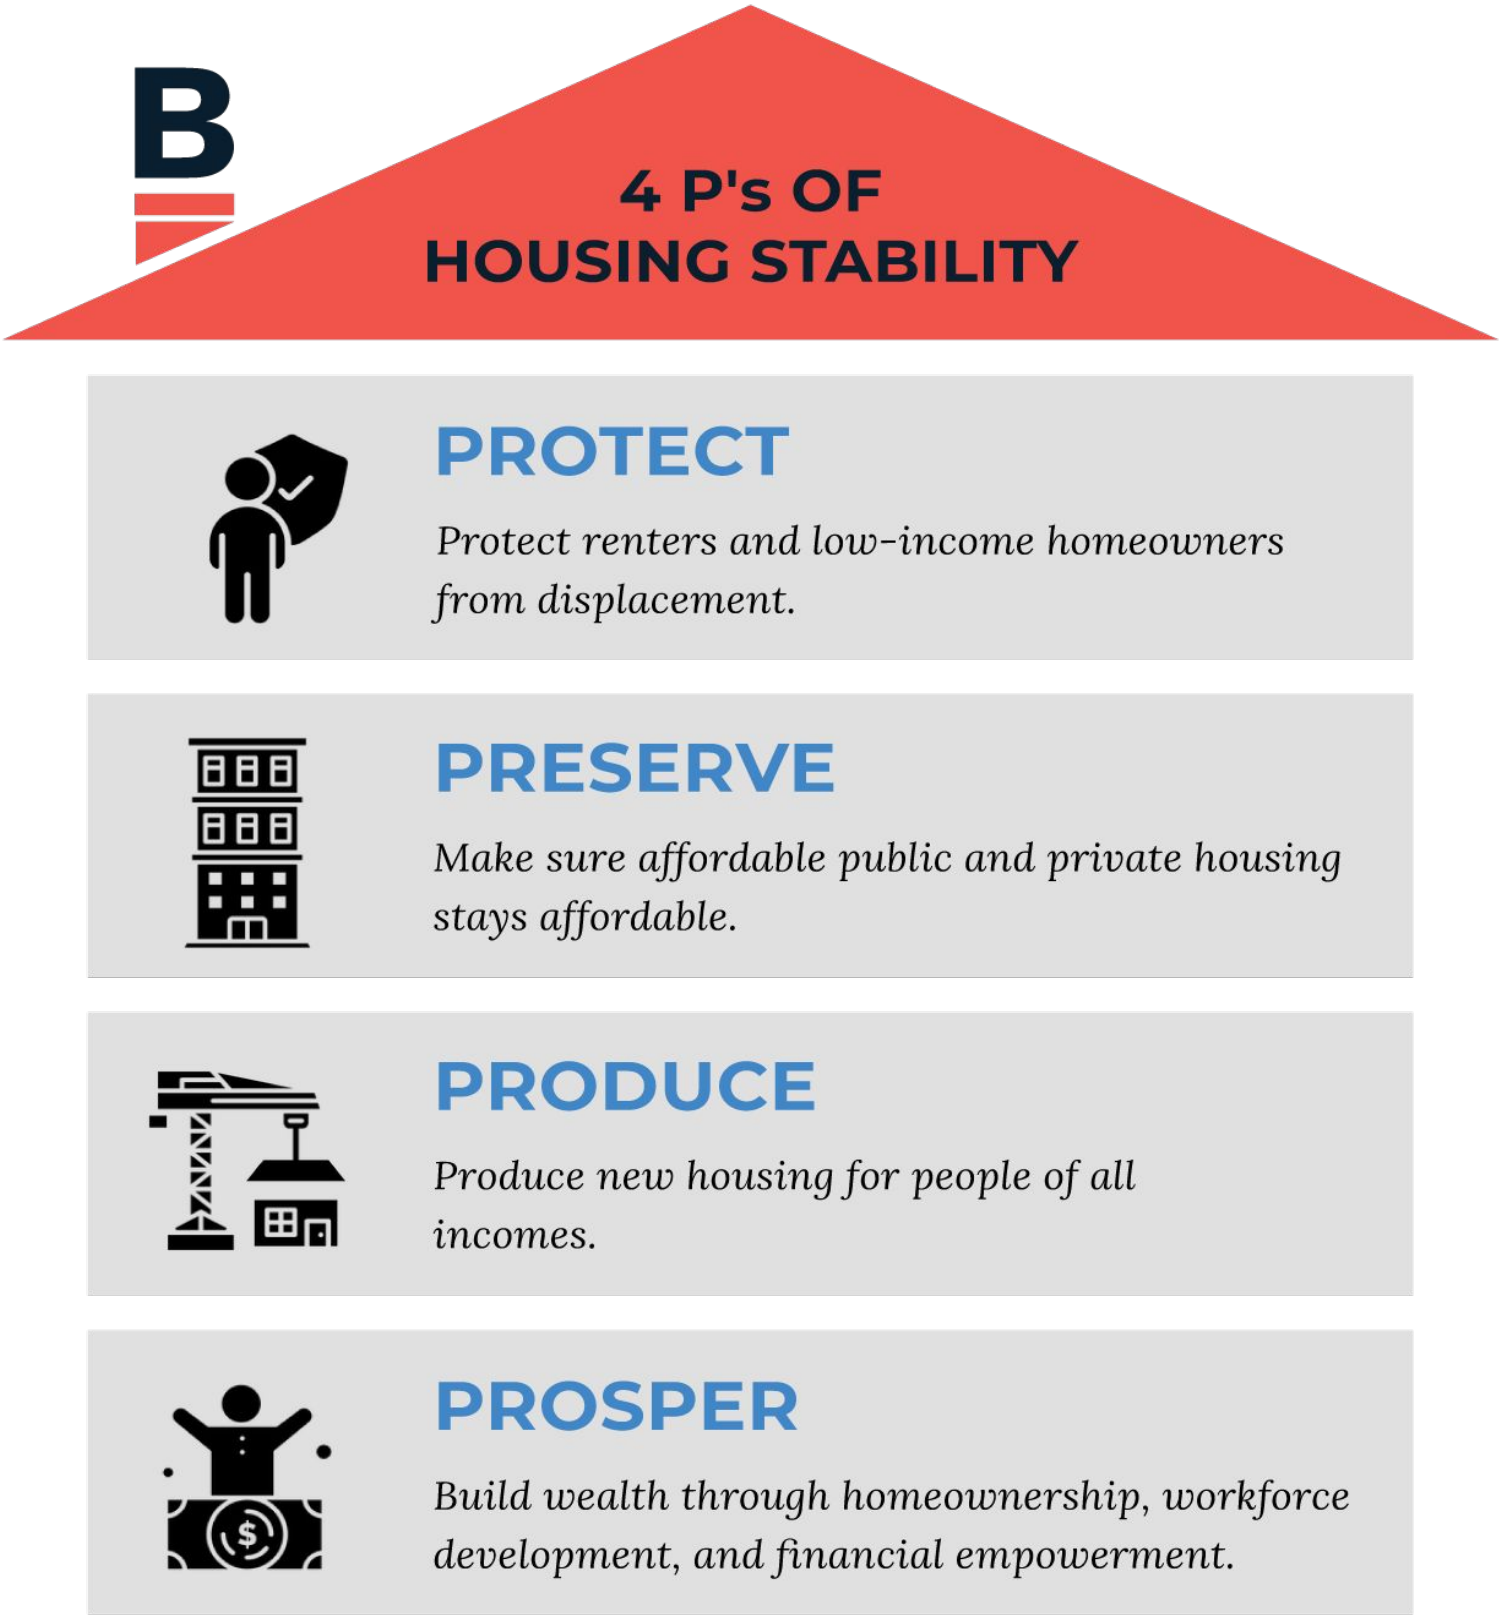 B
4 P's OF
HOUSING STABILITY
PROTECT
Protect renters and low-income homeowners
from displacement.
PRESERVE
Make sure affordable public and private housing
stays affordable.
PRODUCE
Produce new housing for people of all
incomes.
PROSPER
Build wealth through homeownership, workforce
development, and financial empowerment.
$